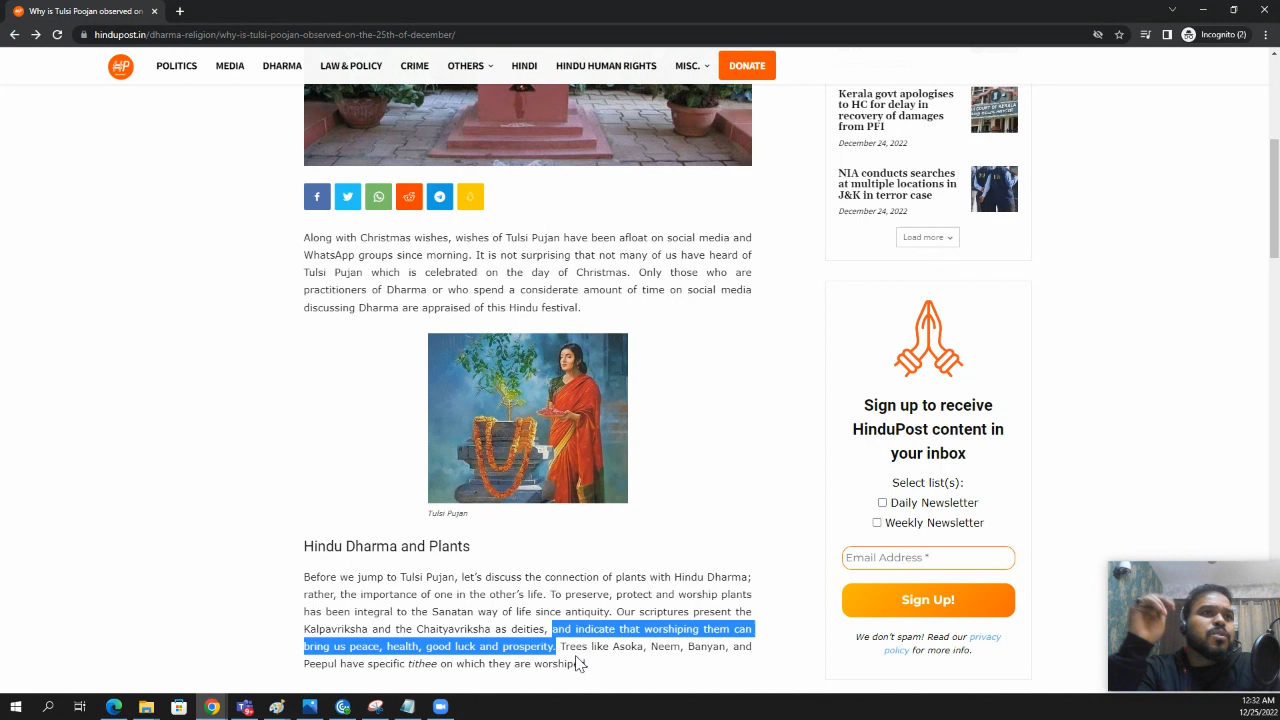 Why is Tulsi Poojan observed on
hindupost.in/dharma-religion/why-is-tulsi-poojan-observed-on-the-25th-of-december/
Incognito (2)
HP
POLITICS
MEDIA
DHARMA
LAW & POLICY
CRIME
OTHERS
HINDI
HINDU HUMAN RIGHTS
MISC.
DONATE
Kerala govt apologises
to HC for delay in
recovery of damages
from PFI
December 24, 2022
NIA conducts searches
at multiple locations in
J&K in terror case
December 24, 2022
Load more
Along with Christmas wishes, wishes of Tulsi Pujan have been afloat on social media and
WhatsApp groups since morning. It is not surprising that not many of us have heard of
Tulsi Pujan which is celebrated on the day of Christmas. Only those who are
practitioners of Dharma or who spend a considerate amount of time on social media
discussing Dharma are appraised of this Hindu festival.
Tulsi Pujan
Hindu Dharma and Plants
Before we jump to Tulsi Pujan, let's discuss the connection of plants with Hindu Dharma;
rather, the importance of one in the other's life. To preserve, protect and worship plants
has been integral to the Sanatan way of life since antiquity. Our scriptures present the
Kalpavriksha and the Chaityavriksha as deities, and indicate that worshiping them can
bring us peace, health, good luck and prosperity. Trees like Asoka, Neem, Banyan, and
Peepul have specific tithee on which they are worship
Sign up to receive
HinduPost content in
your inbox
Select list(s):
Daily Newsletter
Weekly Newsletter
Email Address *
Sign Up!
We don't spam! Read our privacy
policy for more info.
12:32 AM
12/25/2022